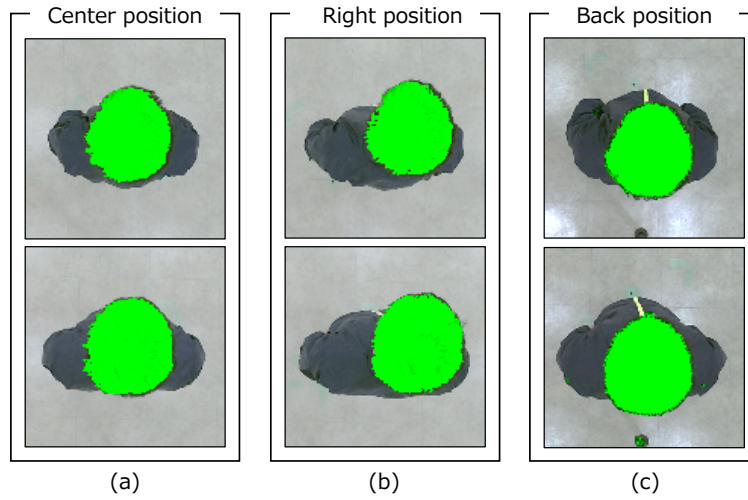 Center position
Right position
Back position
(a)
(b)
(c)